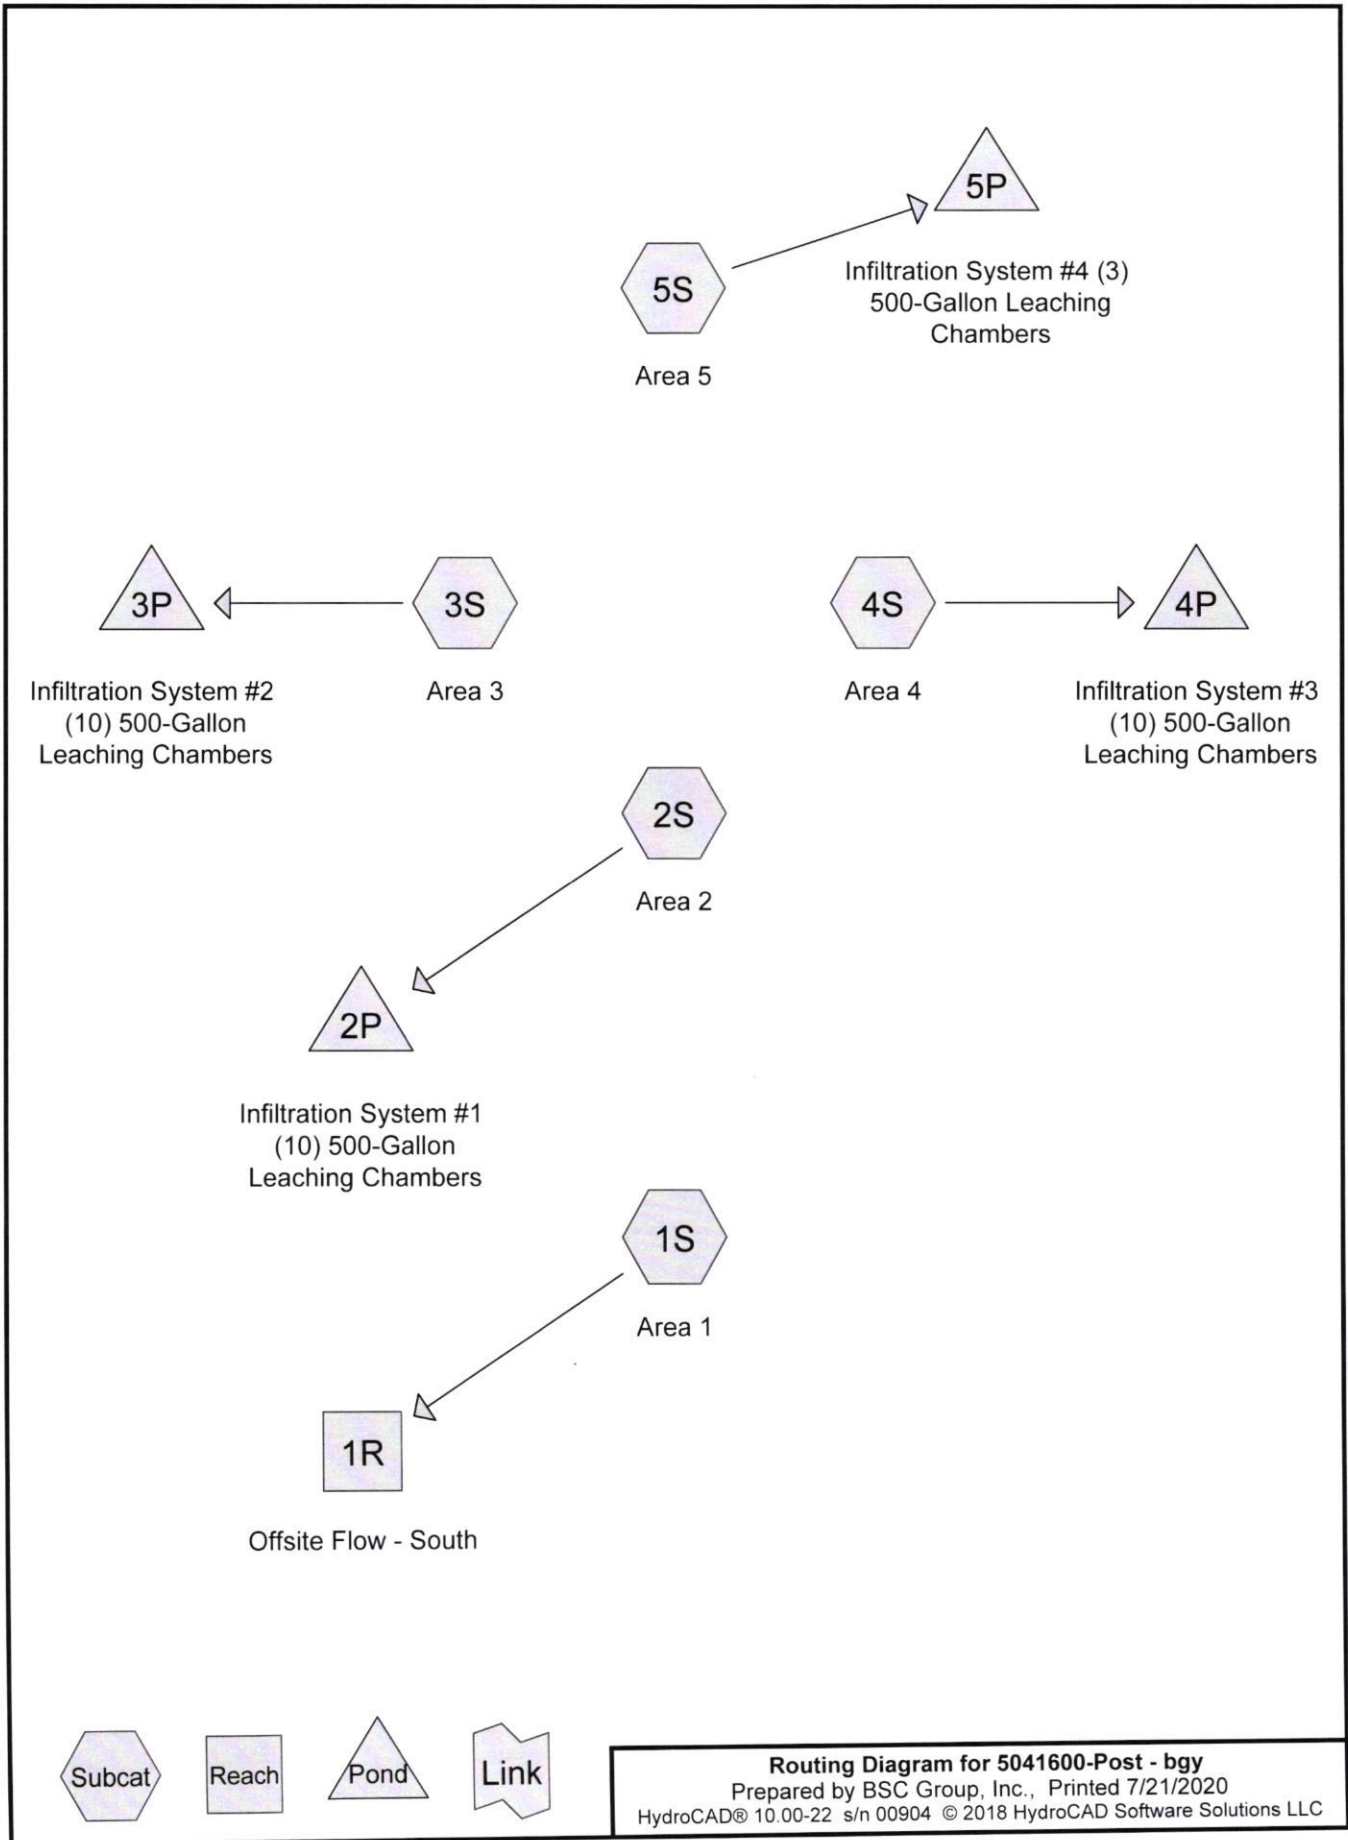 5P
Infiltration System #4 (3)
500-Gallon Leaching
Chambers
5S
Area 5
3P
Infiltration System #2
(10) 500-Gallon
Leaching Chambers
3S
Area 3
4S
Area 4
4P
Infiltration System #3
(10) 500-Gallon
Leaching Chambers
2S
Area 2
2P
Infiltration System #1
(10) 500-Gallon
Leaching Chambers
1S
Area 1
1R
Offsite Flow - South
Subcat
Reach
Pond
Link
Routing Diagram for 5041600-Post - bgy
Prepared by BSC Group, Inc., Printed 7/21/2020
HydroCAD® 10.00-22 s/n 00904 © 2018 HydroCAD Software Solutions LLC